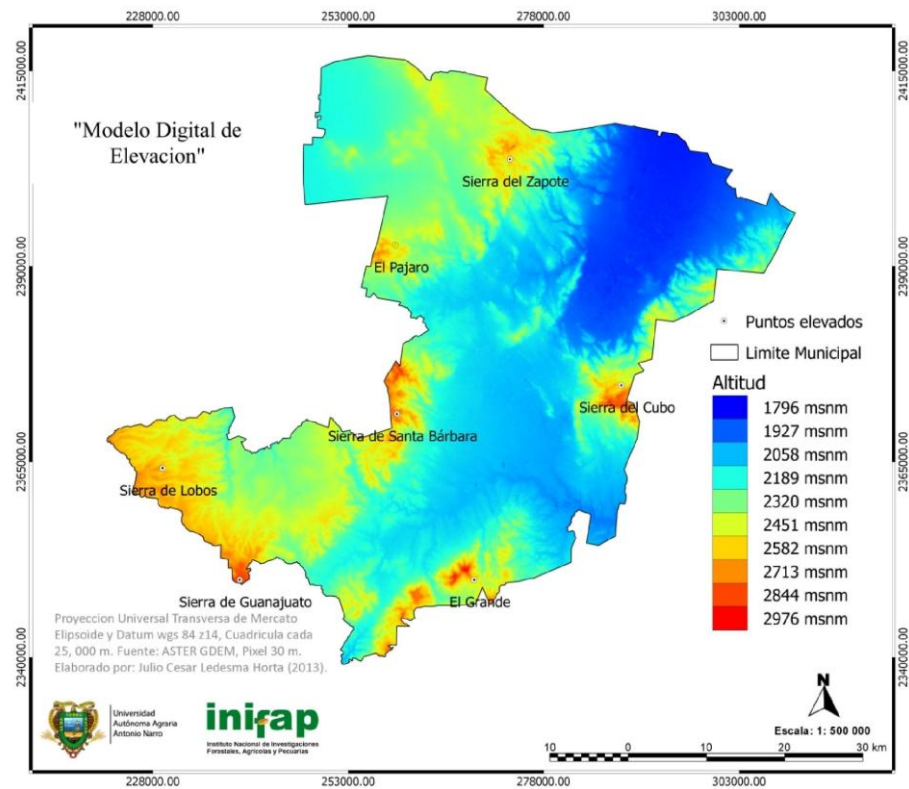 228000.00 253000.00 278000.00 303000.00
2415000.00
2415000.00
"Modelo Digital de
Elevacion"
Sierra del Zapote
2390000.00
2390000.00
El Pajaro
Puntos elevados
Limite Municipal
Altitud
1796 msnm
1927 msnm
2058 msnm
2189 msnm
2320 msnm
2451 msnm
2582 msnm
2713 msnm
2844 msnm
2976 msnm
Sierra del Cubo
Sierra de Santa Bárbara
2365000.00
2365000.00
Sierra de Lobos
Sierra de Guanajuato
El Grande
Proyeccion Universal Transversa de Mercato
Elipsoide y Datum wgs 84 z14, Cuadricula cada
25, 000 m. Fuente: ASTER GDEM, Pixel 30 m.
Elaborado por: Julio Cesar Ledesma Horta (2013).
2340000.00
2340000.00
Universidad
Autónoma Agraria
Antonio Narro
inifap
Instituto Nacional de Investigaciones
Forestales, Agrícolas y Pecuarias
N
Escala: 1: 500 000
10 0 10 20 30 km
228000.00 253000.00 278000.00 303000.00